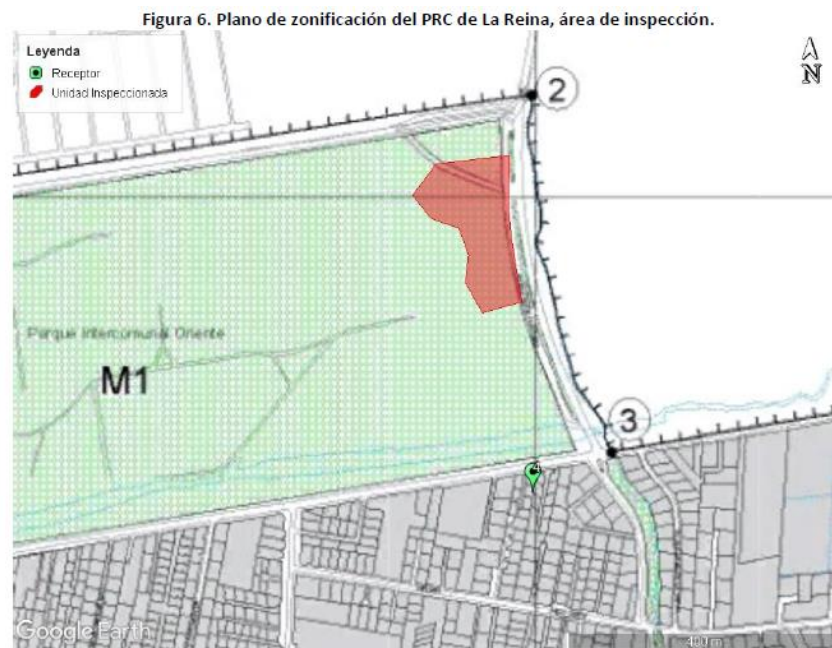 Figura 6. Plano de zonificación del PRC de La Reina, área de inspección.
Leyenda
Receptor
Unidad Inspeccionada
N
2
Parque Intercomunal Oriente
M1
3
4
Google Earth
400 m